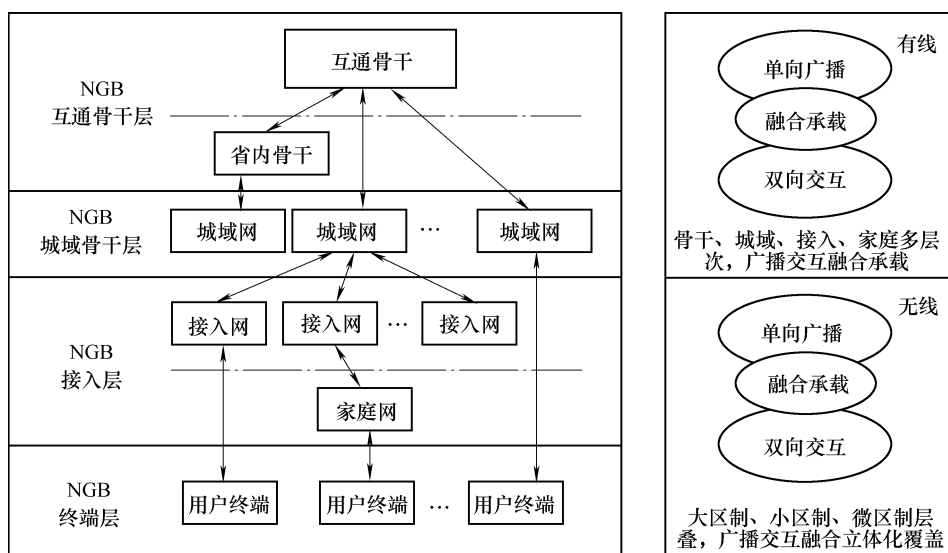 NGB
互通骨干层
互通骨干
省内骨干
NGB
城域骨干层
城域网
城域网
…
城域网
NGB
接入层
接入网
接入网
…
接入网
家庭网
NGB
终端层
用户终端
用户终端
…
用户终端
有线
单向广播
融合承载
双向交互
骨干、城域、接入、家庭多层
次，广播交互融合承载
无线
单向广播
融合承载
双向交互
大区制、小区制、微区制层
叠，广播交互融合立体化覆盖